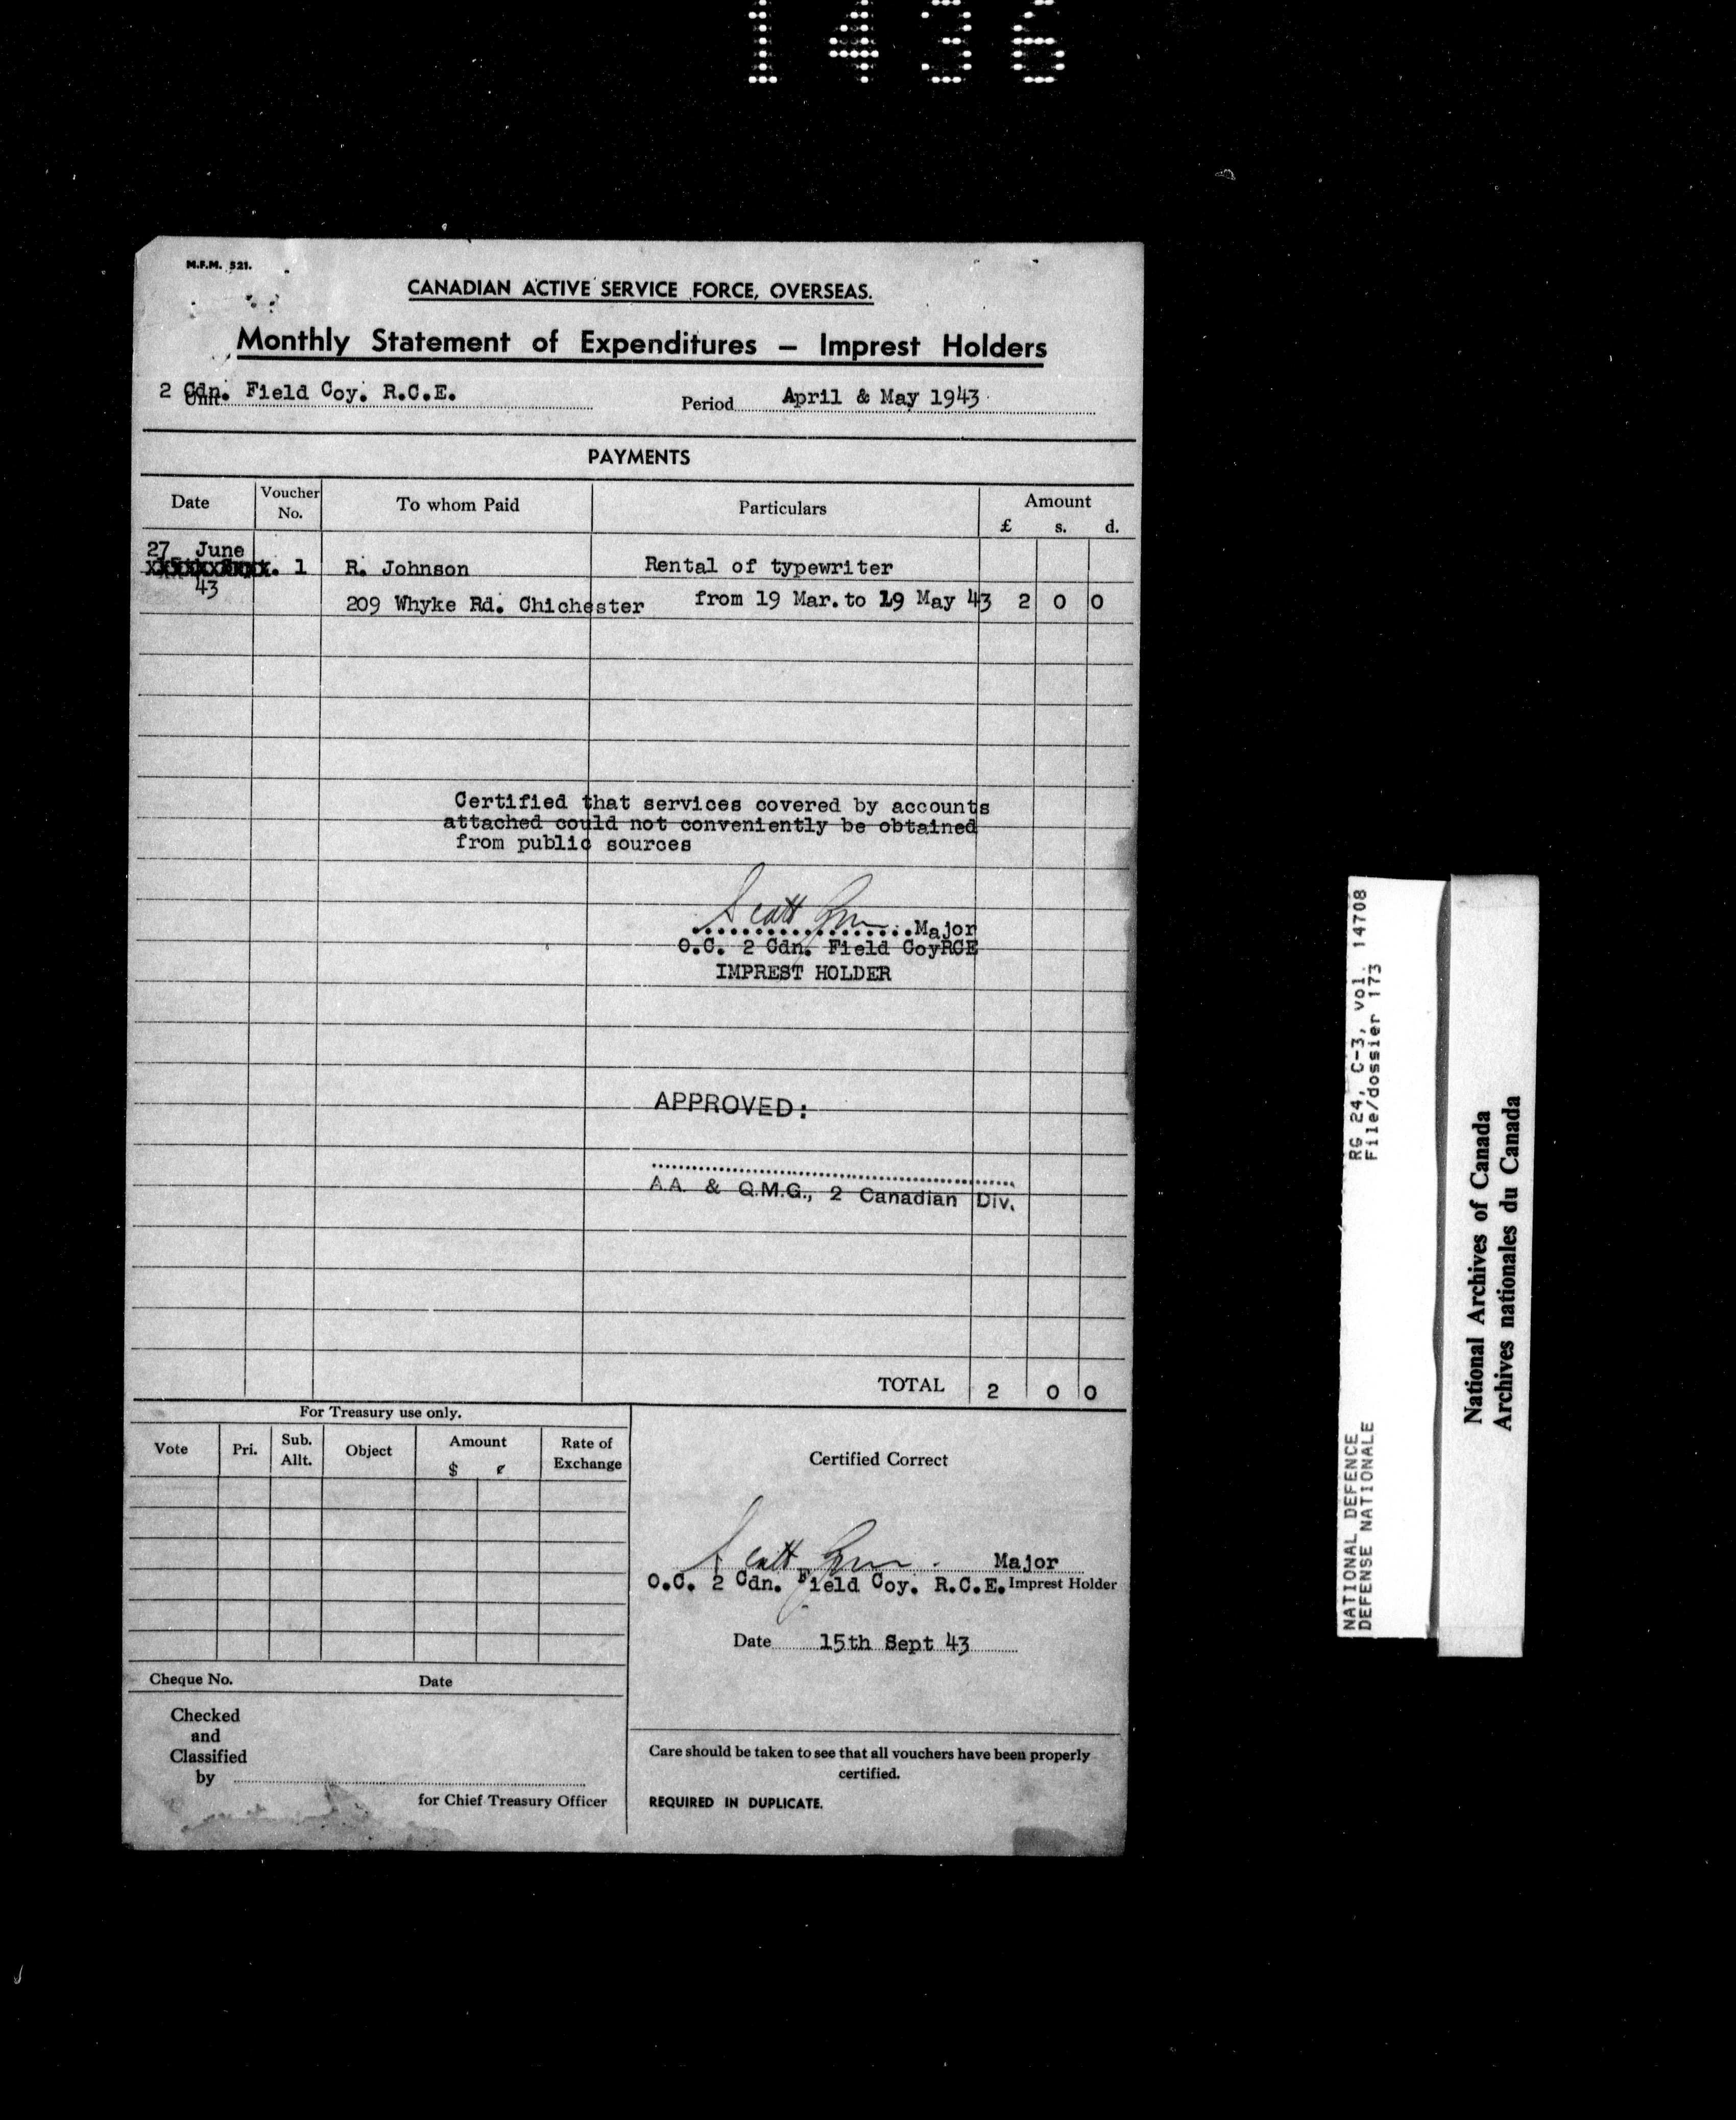 1436
M.F.M. 521.
CANADIAN ACTIVE SERVICE FORCE, OVERSEAS.
Monthly Statement of Expenditures – Imprest Holders
Unit 2 Cdn. Field Coy. R.C.E.
Period April & May 1943
PAYMENTS
Date Voucher No. To whom Paid Particulars Amount
£ s. d.
27 June
1 R. Johnson Rental of typewriter
43
209 Whyke Rd. Chichester from 19 Mar. to 19 May 43 2 0 0
Certified that services covered by accounts
attached could not conveniently be obtained
from public sources
Scott Major
O.C. 2 Cdn. Field CoyRCE
IMPREST HOLDER
APPROVED:
A.A. & Q.M.G., 2 Canadian Div.
TOTAL 2 0 0
For Treasury use only.
Vote Pri. Sub. Allt. Object Amount Rate of Exchange
$ ¢
Cheque No. Date
Checked
and
Classified
by
for Chief Treasury Officer
Certified Correct
Scott Major
O.C. 2 Cdn. Field Coy. R.C.E. Imprest Holder
Date 15th Sept 43
Care should be taken to see that all vouchers have been properly
certified.
REQUIRED IN DUPLICATE.
NATIONAL DEFENCE RG 24, C-3, vol. 14708
DEFENSE NATIONALE File/dossier 173
National Archives of Canada
Archives nationales du Canada